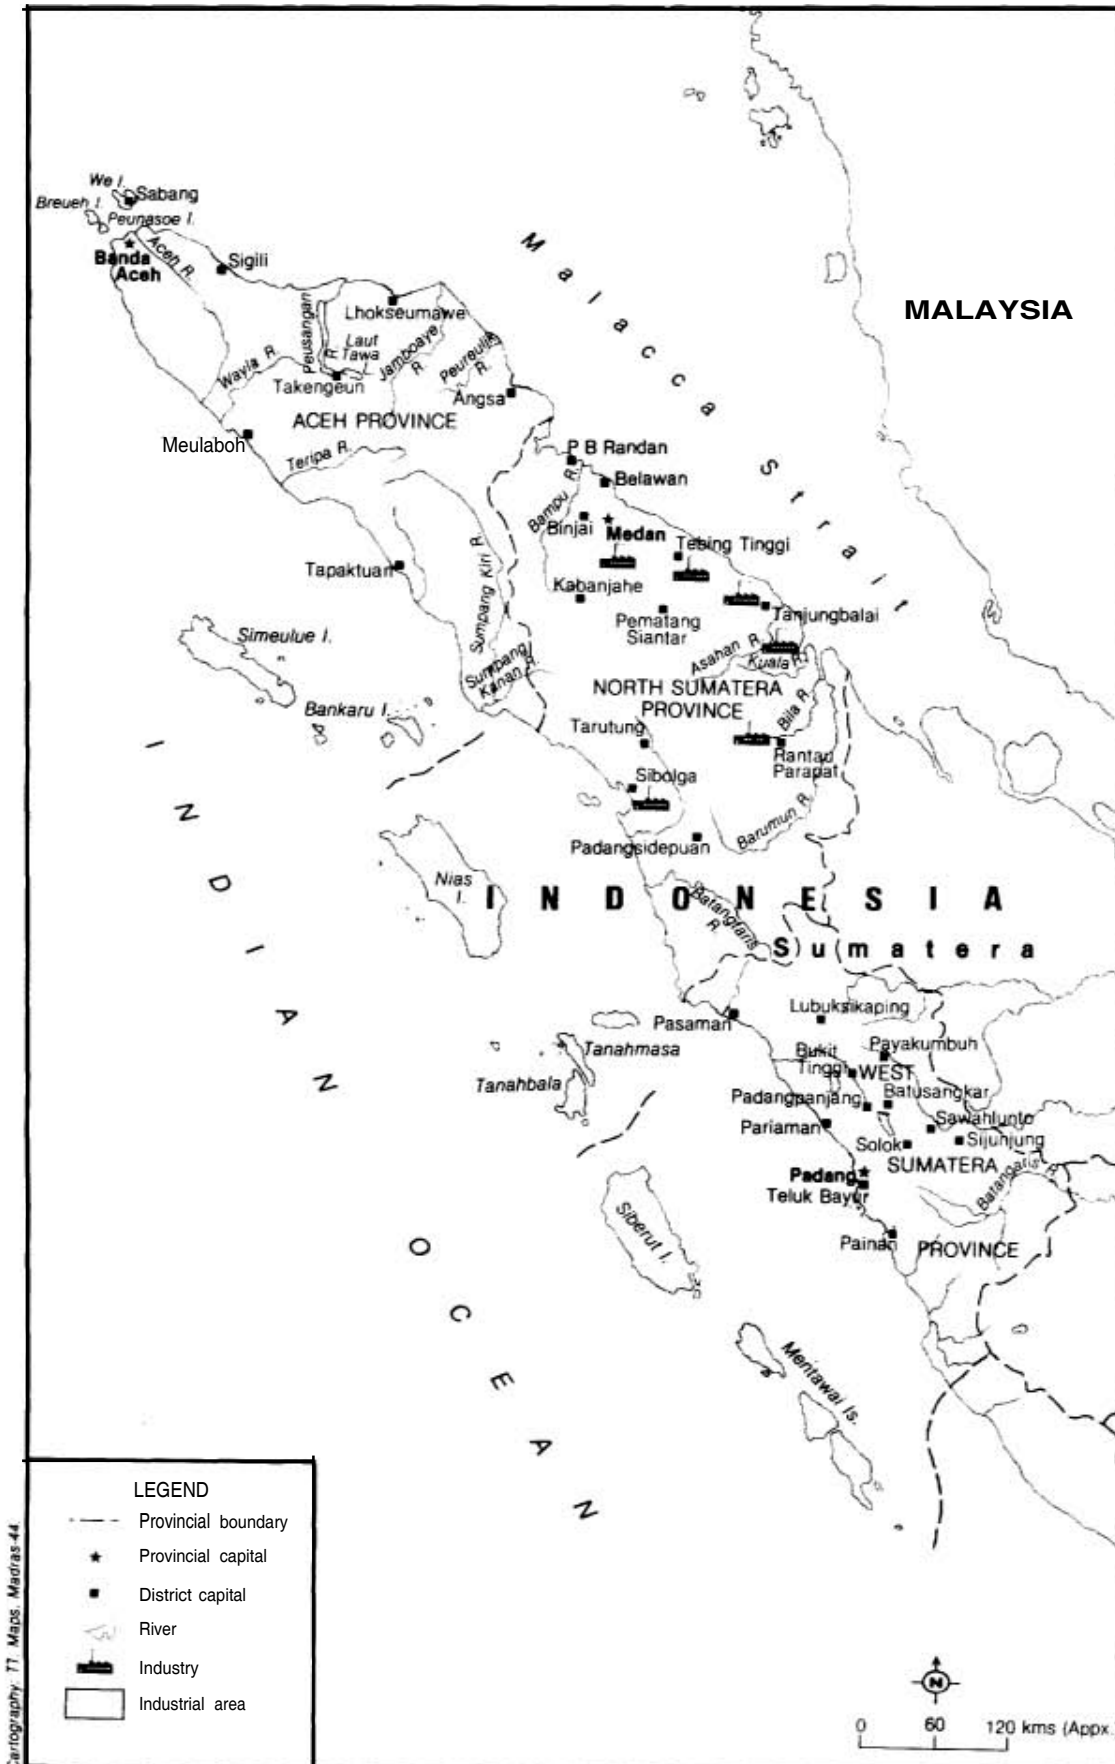 We I.
Sabang
Breueh I.
Peunasoe I.
Banda
Aceh
Aceh R.
Sigili
Malacca Strait
MALAYSIA
Peusangan
R.
Lhokseumawe
Laut
Tawa
Jamboaye
R.
Peureulik
R.
Wayla R.
Takengeun
Angsa
ACEH PROVINCE
Meulaboh
Teripa R.
P B Randan
Belawan
Bampu R.
Binjai
Medan
Tebing Tinggi
Tapaktuan
Sumpang Kiri R.
Kabanjahe
Pematang
Siantar
Tanjungbalai
Simeulue I.
Asahan R.
Kuala R.
Sumpang
Kanan R.
NORTH SUMATERA
PROVINCE
Bankaru I.
Bila R.
Tarutung
Rantau
Parapat
Sibolga
Barumun R.
Padangsidepuan
INDIAN OCEAN
Nias
I.
INDONESIA
Batangtaris
R.
Sumatera
Pasaman
Lubuksikaping
Tanahmasa
Tanahbala
Bukit
Tinggi
Payakumbuh
WEST
Padangpanjang
Batusangkar
Pariaman
Sawahlunto
Solok
Sijunjung
Padang
SUMATERA
Teluk Bayur
Batangaris R.
Siberut I.
Painan
PROVINCE
Mentawai Is.
LEGEND
Provincial boundary
Provincial capital
District capital
River
Industry
Industrial area
N
0 60 120 kms (Appx.
Cartography: TT. Maps, Madras-44.